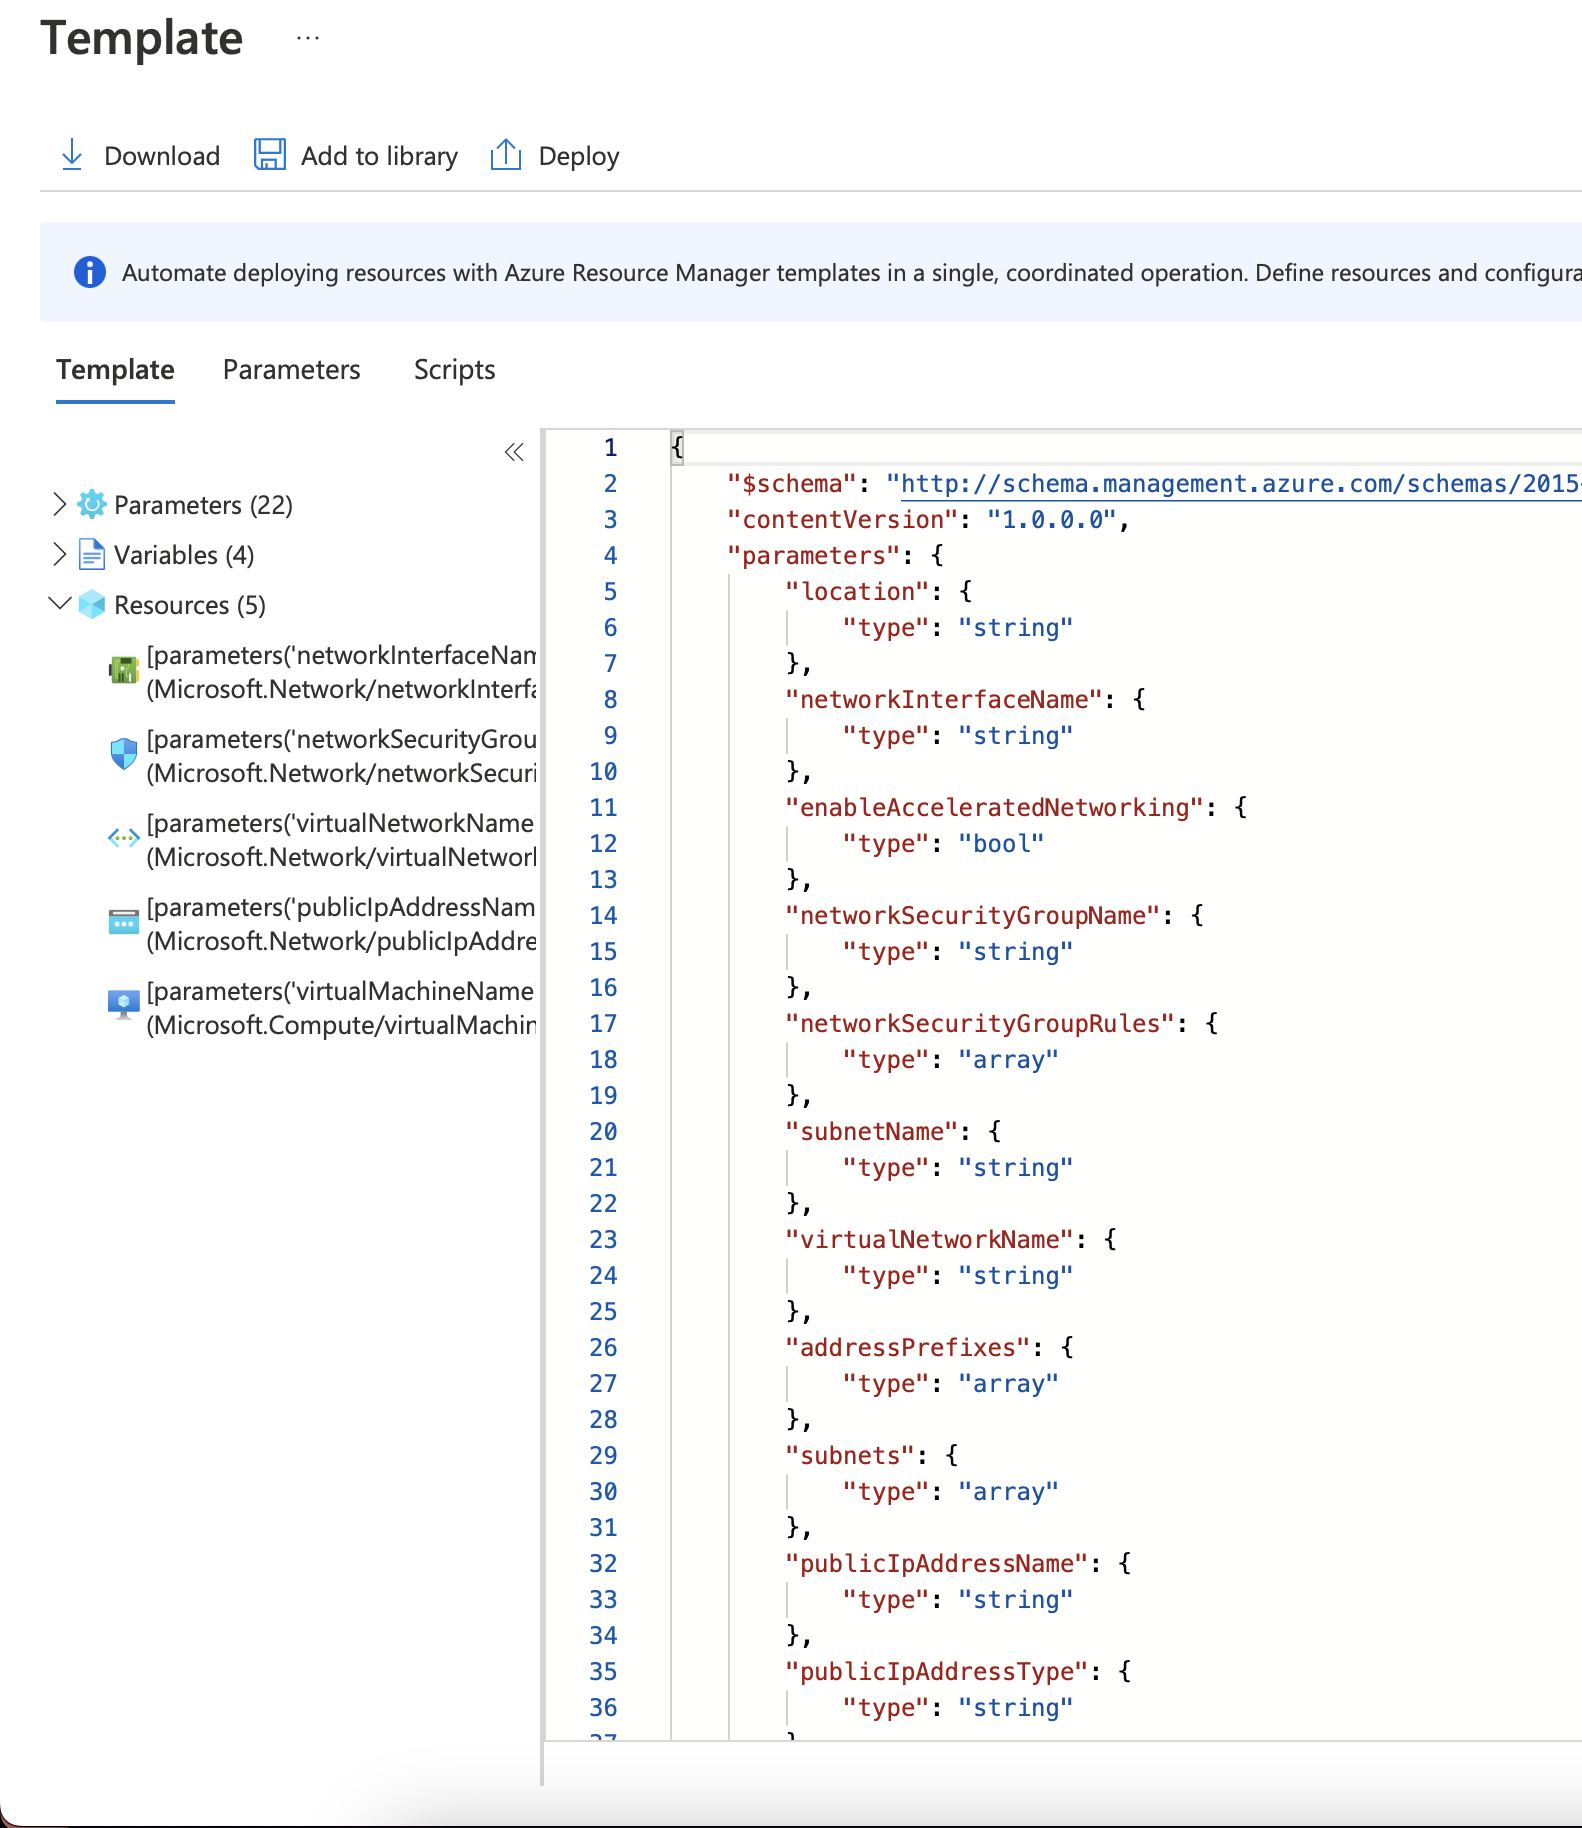 Template ...
Download Add to library Deploy
Automate deploying resources with Azure Resource Manager templates in a single, coordinated operation. Define resources and configura
Template Parameters Scripts
Parameters (22)
Variables (4)
Resources (5)
[parameters('networkInterfaceNam
(Microsoft.Network/networkInterfa
[parameters('networkSecurityGrou
(Microsoft.Network/networkSecuri
[parameters('virtualNetworkName'
(Microsoft.Network/virtualNetwork
[parameters('publicIpAddressNam
(Microsoft.Network/publicIpAddre
[parameters('virtualMachineName'
(Microsoft.Compute/virtualMachin
1 {
2 "$schema": "http://schema.management.azure.com/schemas/2015-
3 "contentVersion": "1.0.0.0",
4 "parameters": {
5 "location": {
6 "type": "string"
7 },
8 "networkInterfaceName": {
9 "type": "string"
10 },
11 "enableAcceleratedNetworking": {
12 "type": "bool"
13 },
14 "networkSecurityGroupName": {
15 "type": "string"
16 },
17 "networkSecurityGroupRules": {
18 "type": "array"
19 },
20 "subnetName": {
21 "type": "string"
22 },
23 "virtualNetworkName": {
24 "type": "string"
25 },
26 "addressPrefixes": {
27 "type": "array"
28 },
29 "subnets": {
30 "type": "array"
31 },
32 "publicIpAddressName": {
33 "type": "string"
34 },
35 "publicIpAddressType": {
36 "type": "string"